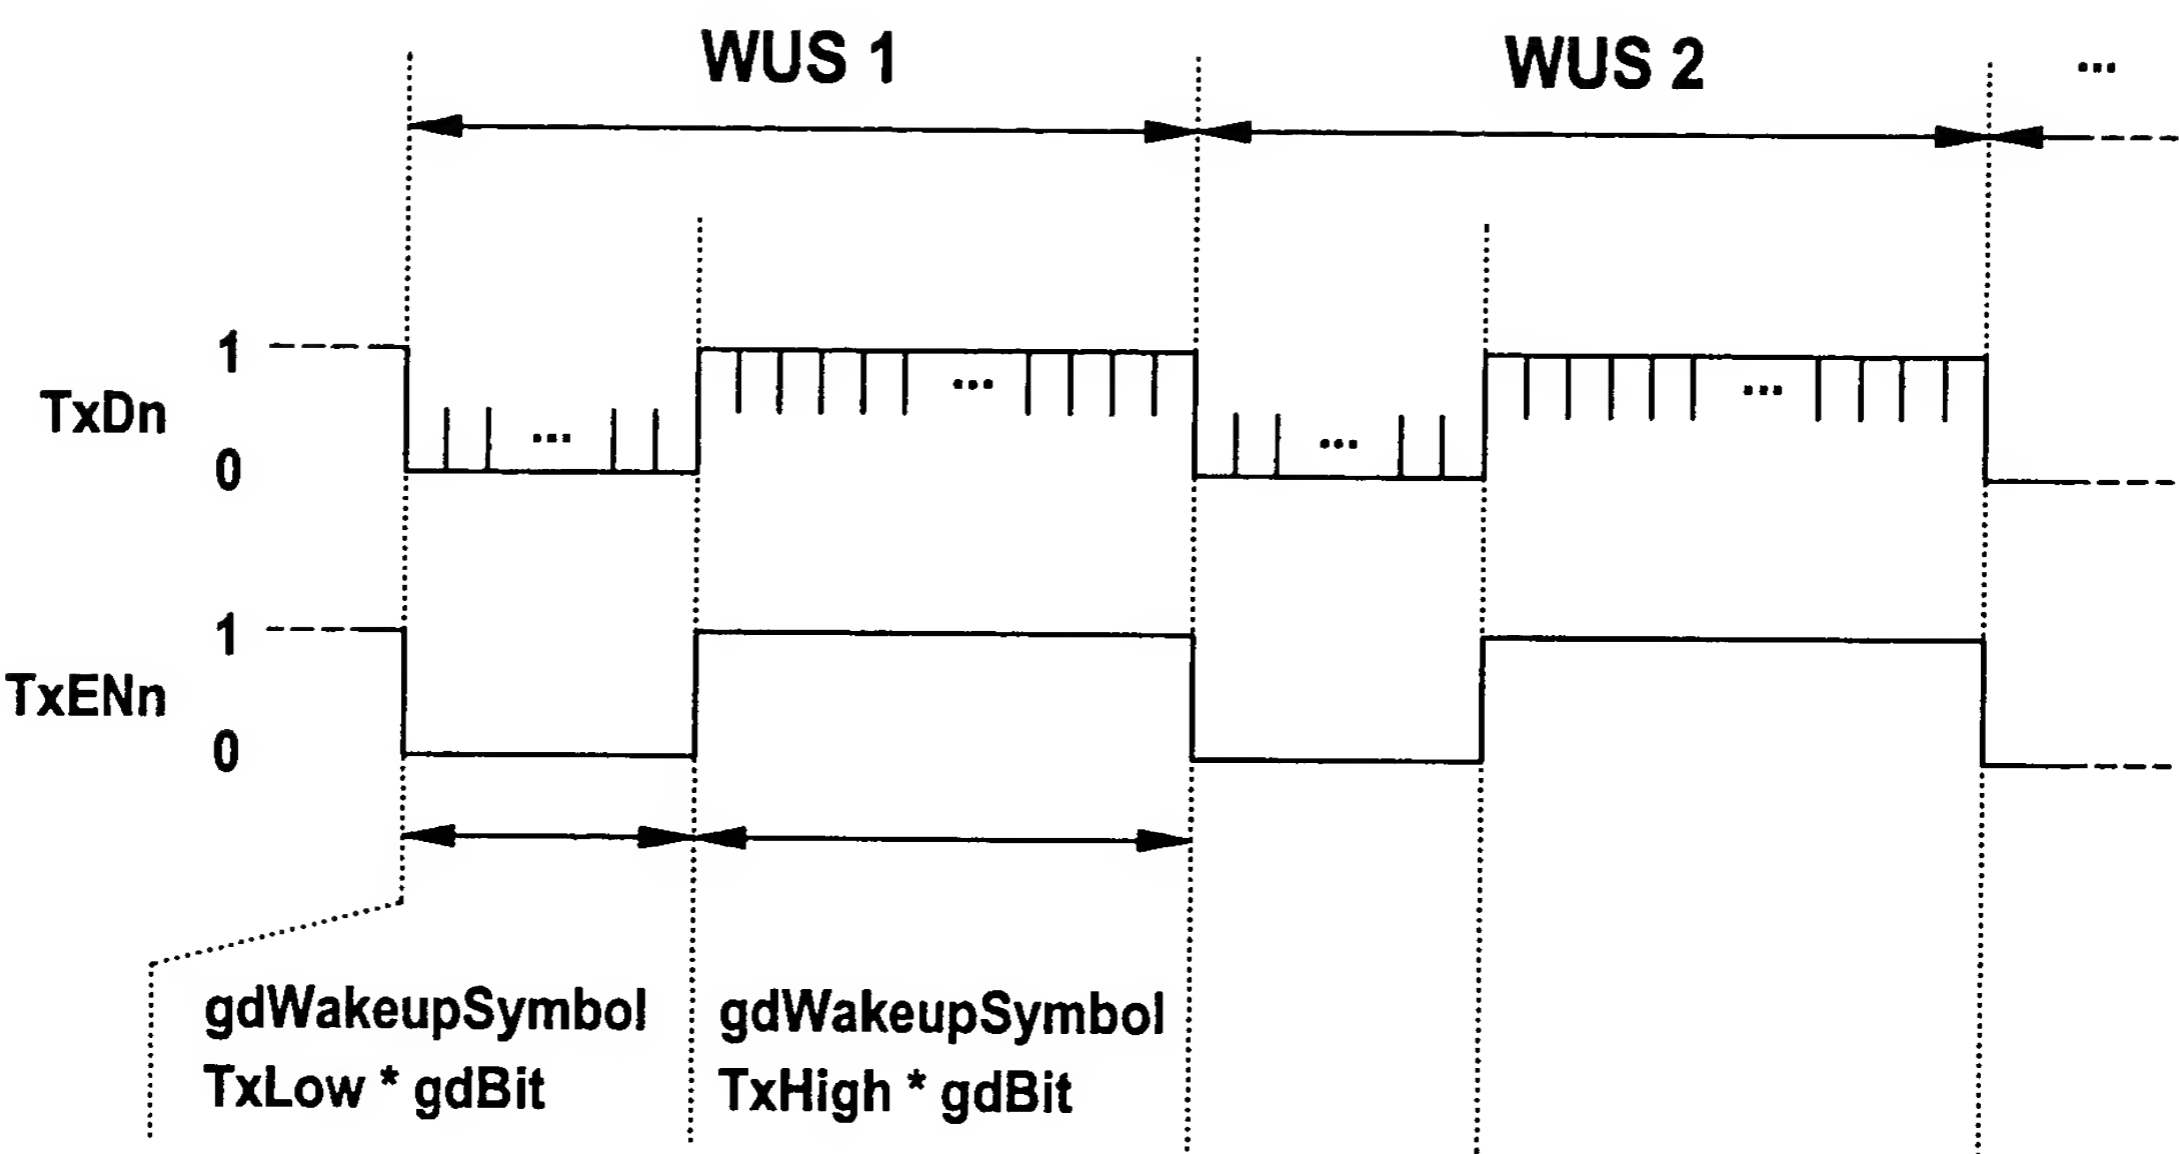 WUS 1 WUS 2 ...
1
TxDn
... ... ... ...
0
1
TxENn
0
gdWakeupSymbol gdWakeupSymbol
TxLow * gdBit TxHigh * gdBit